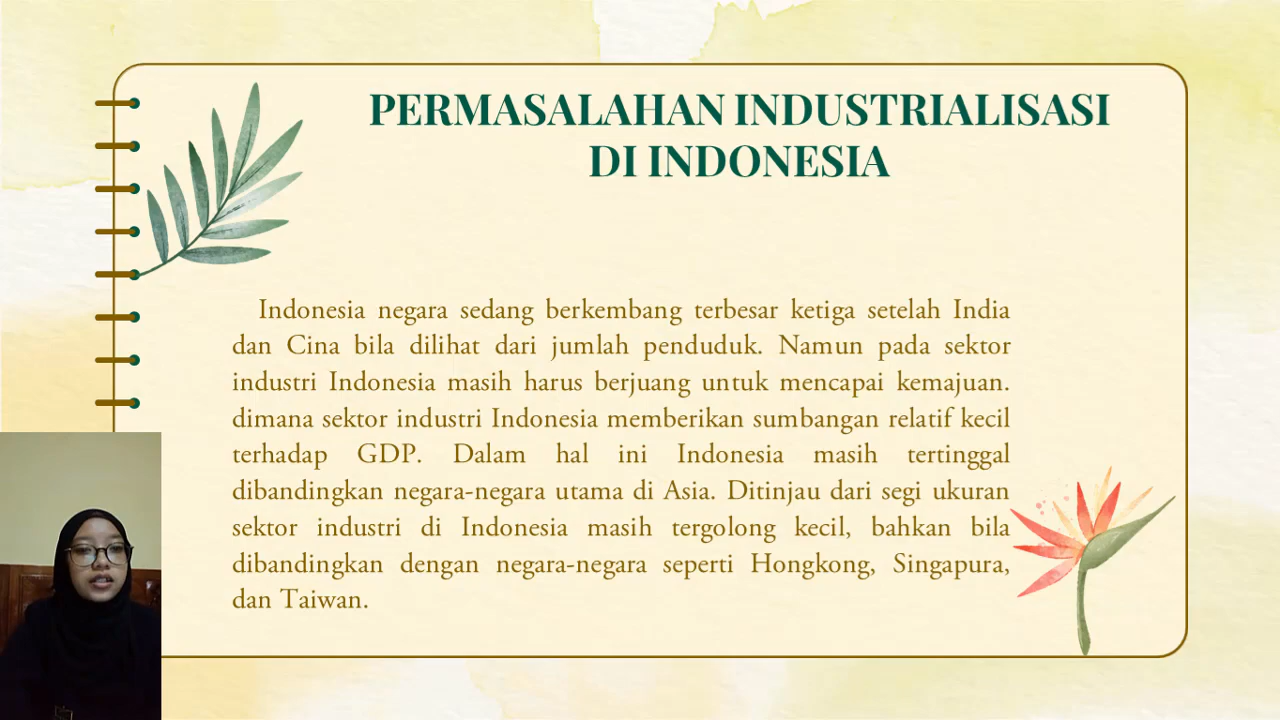 PERMASALAHAN INDUSTRIALISASI
DI INDONESIA
Indonesia negara sedang berkembang terbesar ketiga setelah India
dan Cina bila dilihat dari jumlah penduduk. Namun pada sektor
industri Indonesia masih harus berjuang untuk mencapai kemajuan.
dimana sektor industri Indonesia memberikan sumbangan relatif kecil
terhadap GDP. Dalam hal ini Indonesia masih tertinggal
dibandingkan negara-negara utama di Asia. Ditinjau dari segi ukuran
sektor industri di Indonesia masih tergolong kecil, bahkan bila
dibandingkan dengan negara-negara seperti Hongkong, Singapura,
dan Taiwan.